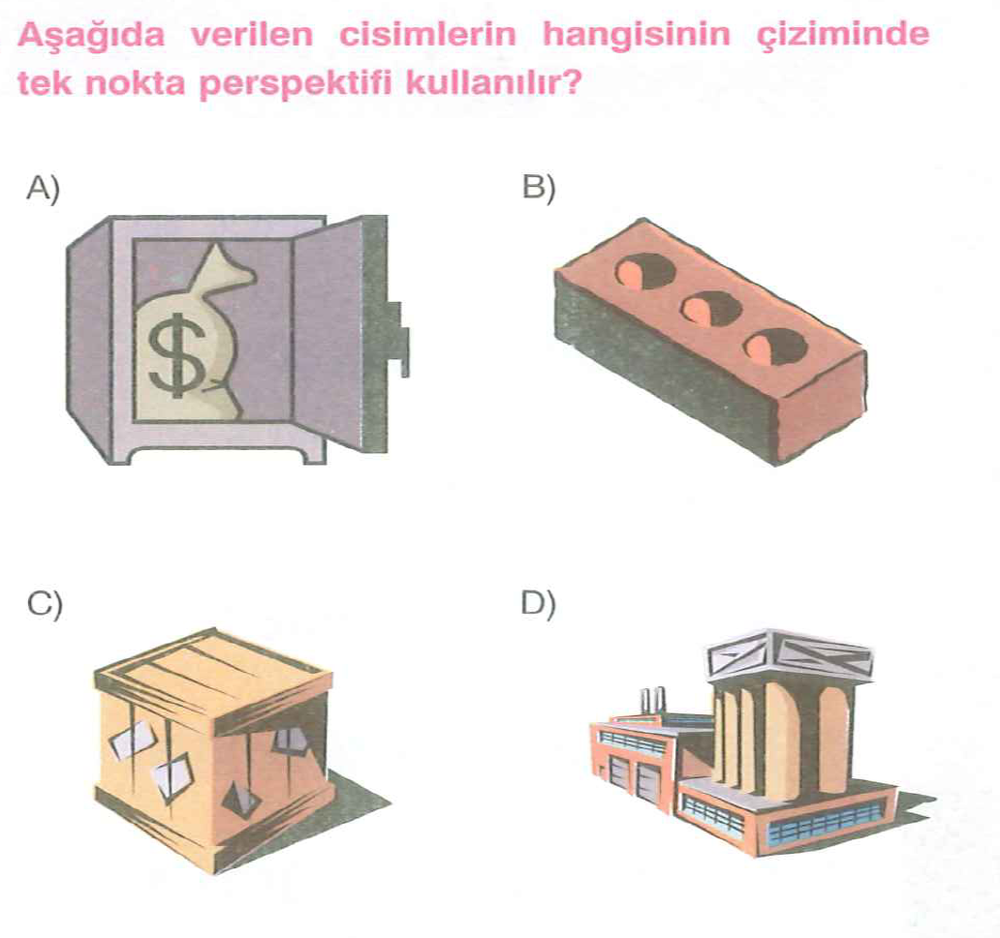 Aşağıda verilen cisimlerin hangisinin çiziminde
tek nokta perspektifi kullanılır?
A)
B)
$
C)
D)